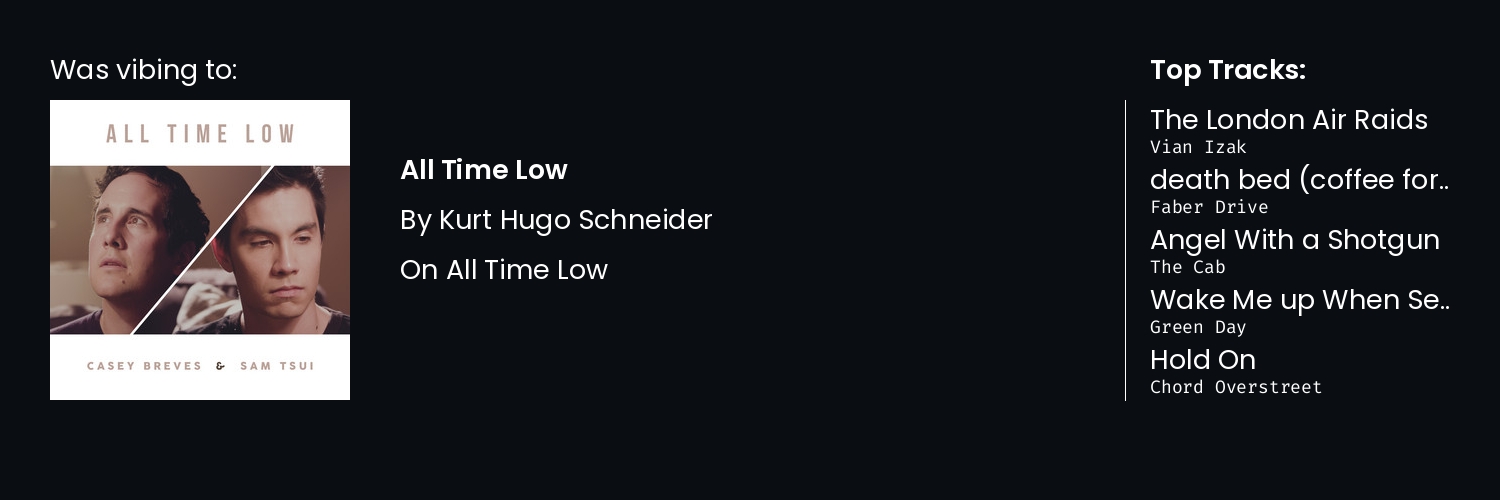 Was vibing to:
ALL TIME LOW
CASEY BREVES & SAM TSUI
All Time Low
By Kurt Hugo Schneider
On All Time Low
Top Tracks:
The London Air Raids
Vian Izak
death bed (coffee for..
Faber Drive
Angel With a Shotgun
The Cab
Wake Me up When Se..
Green Day
Hold On
Chord Overstreet